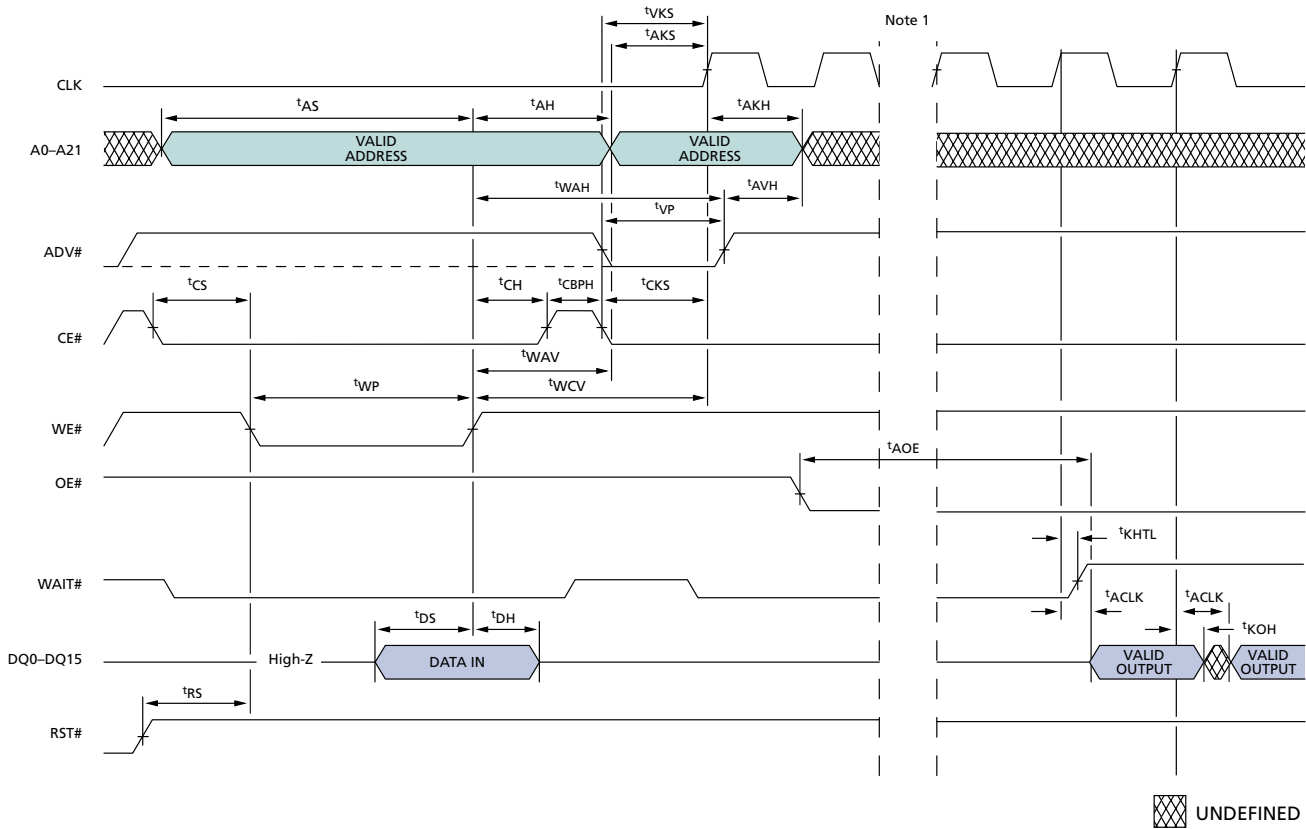 tVKS
Note 1
tAKS
CLK
tAS
tAH
tAKH
A0–A21
VALID
ADDRESS
VALID
ADDRESS
tWAH
tAVH
tVP
ADV#
tCS
tCH
tCBPH
tCKS
CE#
tWAV
tWP
tWCV
WE#
tAOE
OE#
tKHTL
WAIT#
tACLK
tACLK
tDS
tDH
tKOH
DQ0–DQ15
High-Z
DATA IN
VALID
OUTPUT
VALID
OUTPUT
tRS
RST#
UNDEFINED